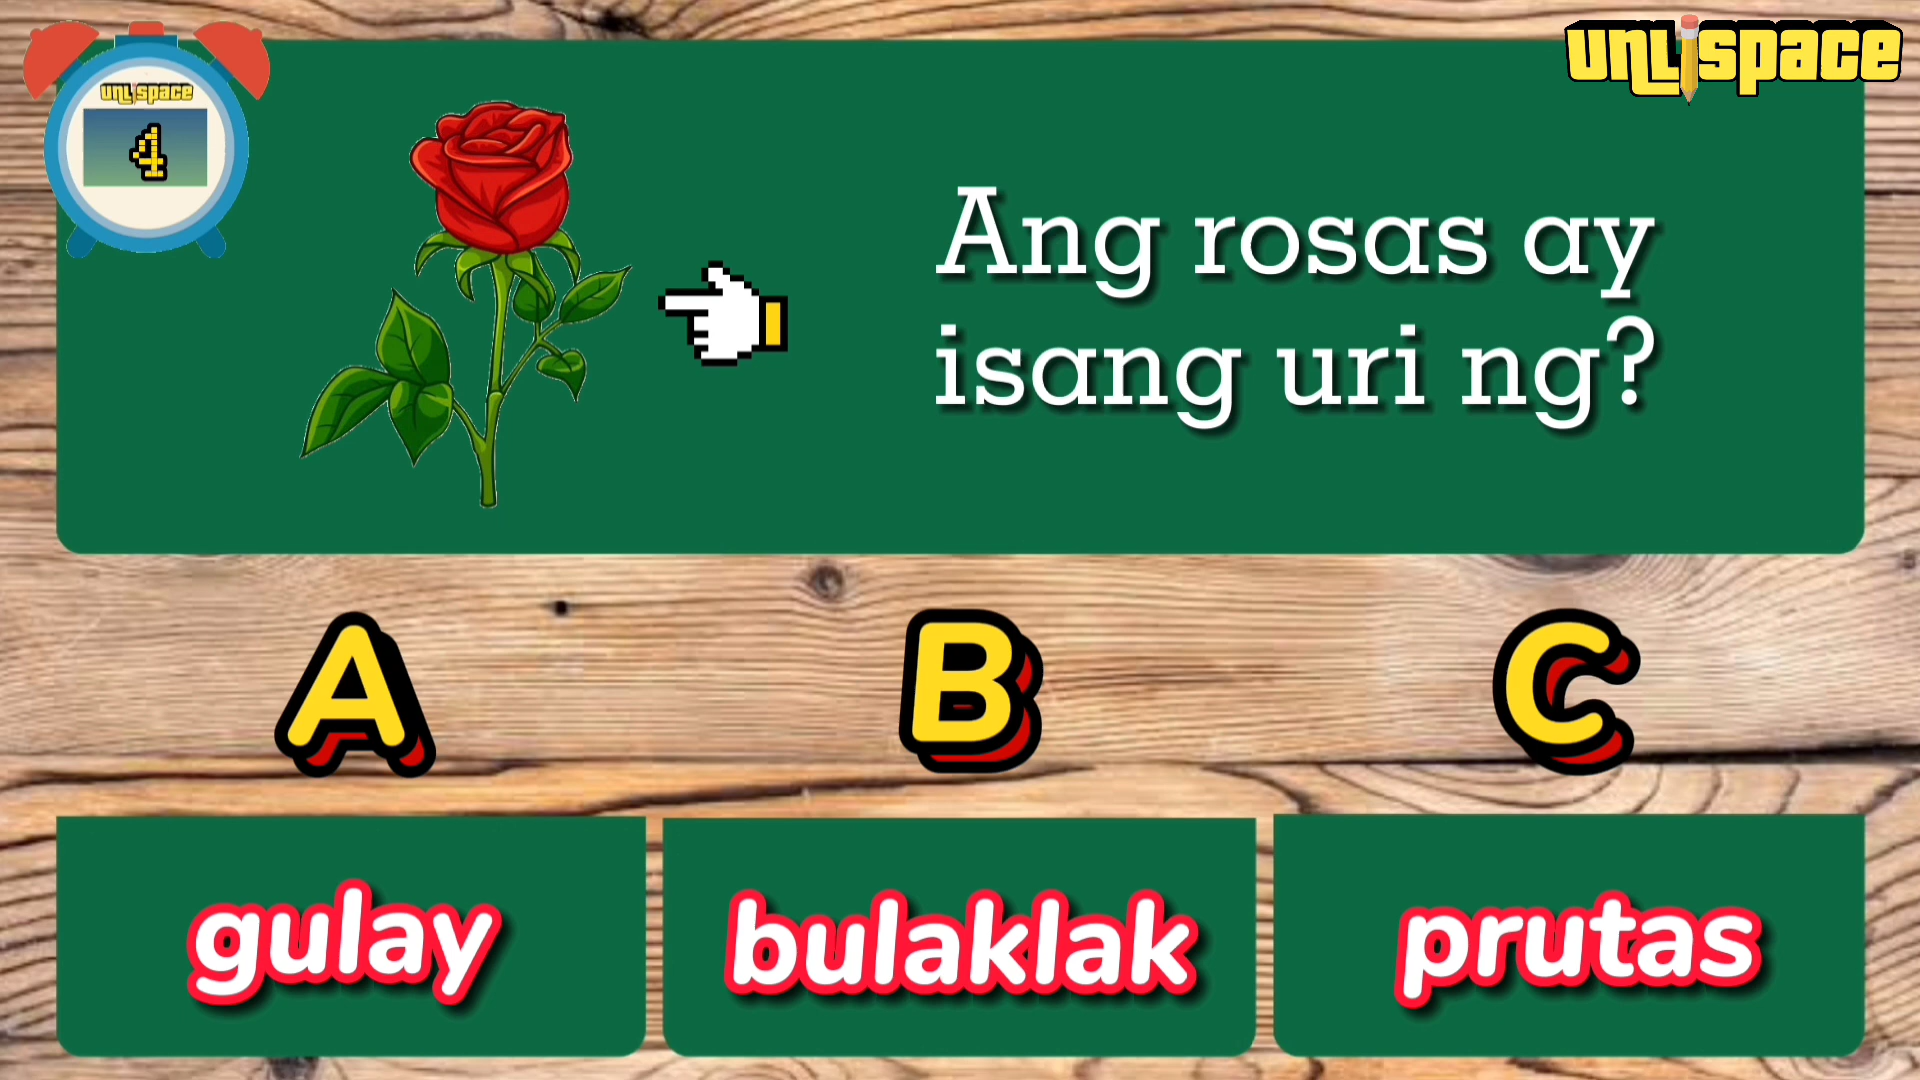 UNLISPACE
UNLISPACE
4
Ang rosas ay
isang uri ng?
A
B
C
gulay
bulaklak
prutas